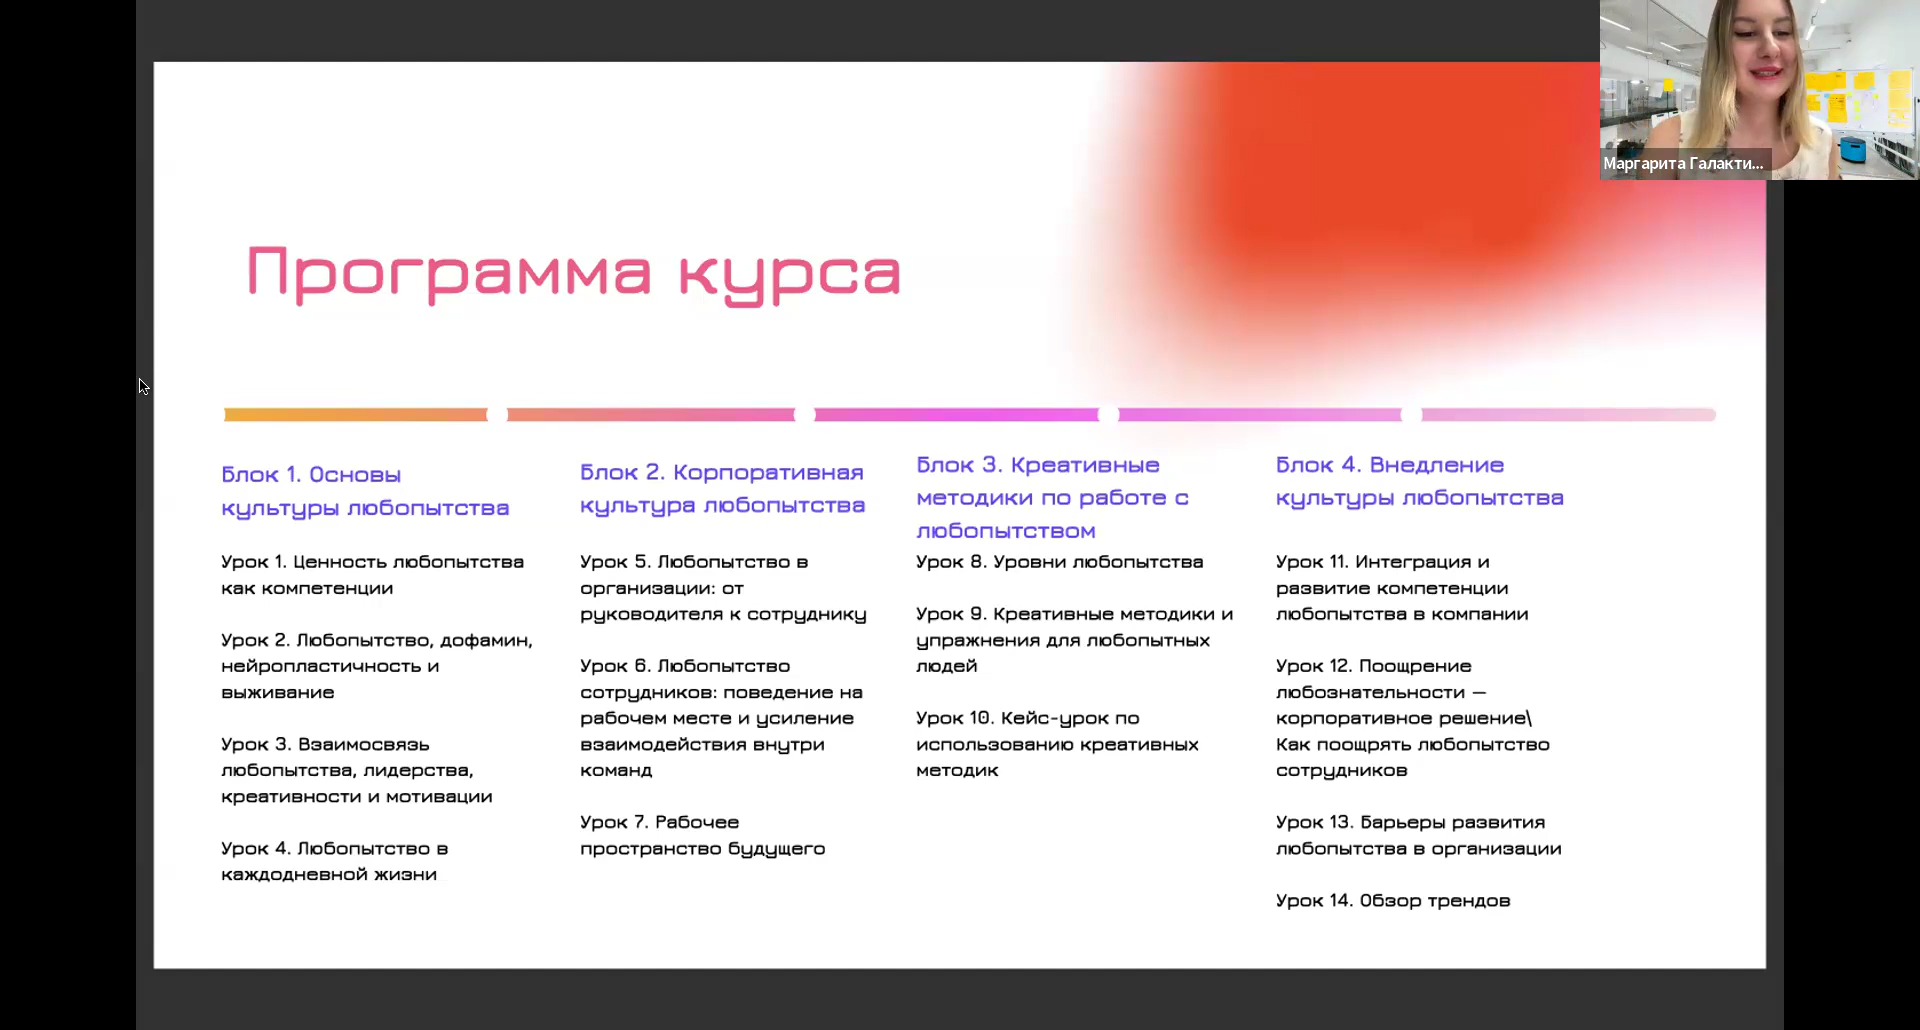 Маргарита Галакти...
Программа курса
Блок 1. Основы
культуры любопытства
Урок 1. Ценность любопытства
как компетенции
Урок 2. Любопытство, дофамин,
нейропластичность и
выживание
Урок 3. Взаимосвязь
любопытства, лидерства,
креативности и мотивации
Урок 4. Любопытство в
каждодневной жизни
Блок 2. Корпоративная
культура любопытства
Урок 5. Любопытство в
организации: от
руководителя к сотруднику
Урок 6. Любопытство
сотрудников: поведение на
рабочем месте и усиление
взаимодействия внутри
команд
Урок 7. Рабочее
пространство будущего
Блок 3. Креативные
методики по работе с
любопытством
Урок 8. Уровни любопытства
Урок 9. Креативные методики и
упражнения для любопытных
людей
Урок 10. Кейс-урок по
использованию креативных
методик
Блок 4. Внедление
культуры любопытства
Урок 11. Интеграция и
развитие компетенции
любопытства в компании
Урок 12. Поощрение
любознательности —
корпоративное решение\
Как поощрять любопытство
сотрудников
Урок 13. Барьеры развития
любопытства в организации
Урок 14. Обзор трендов